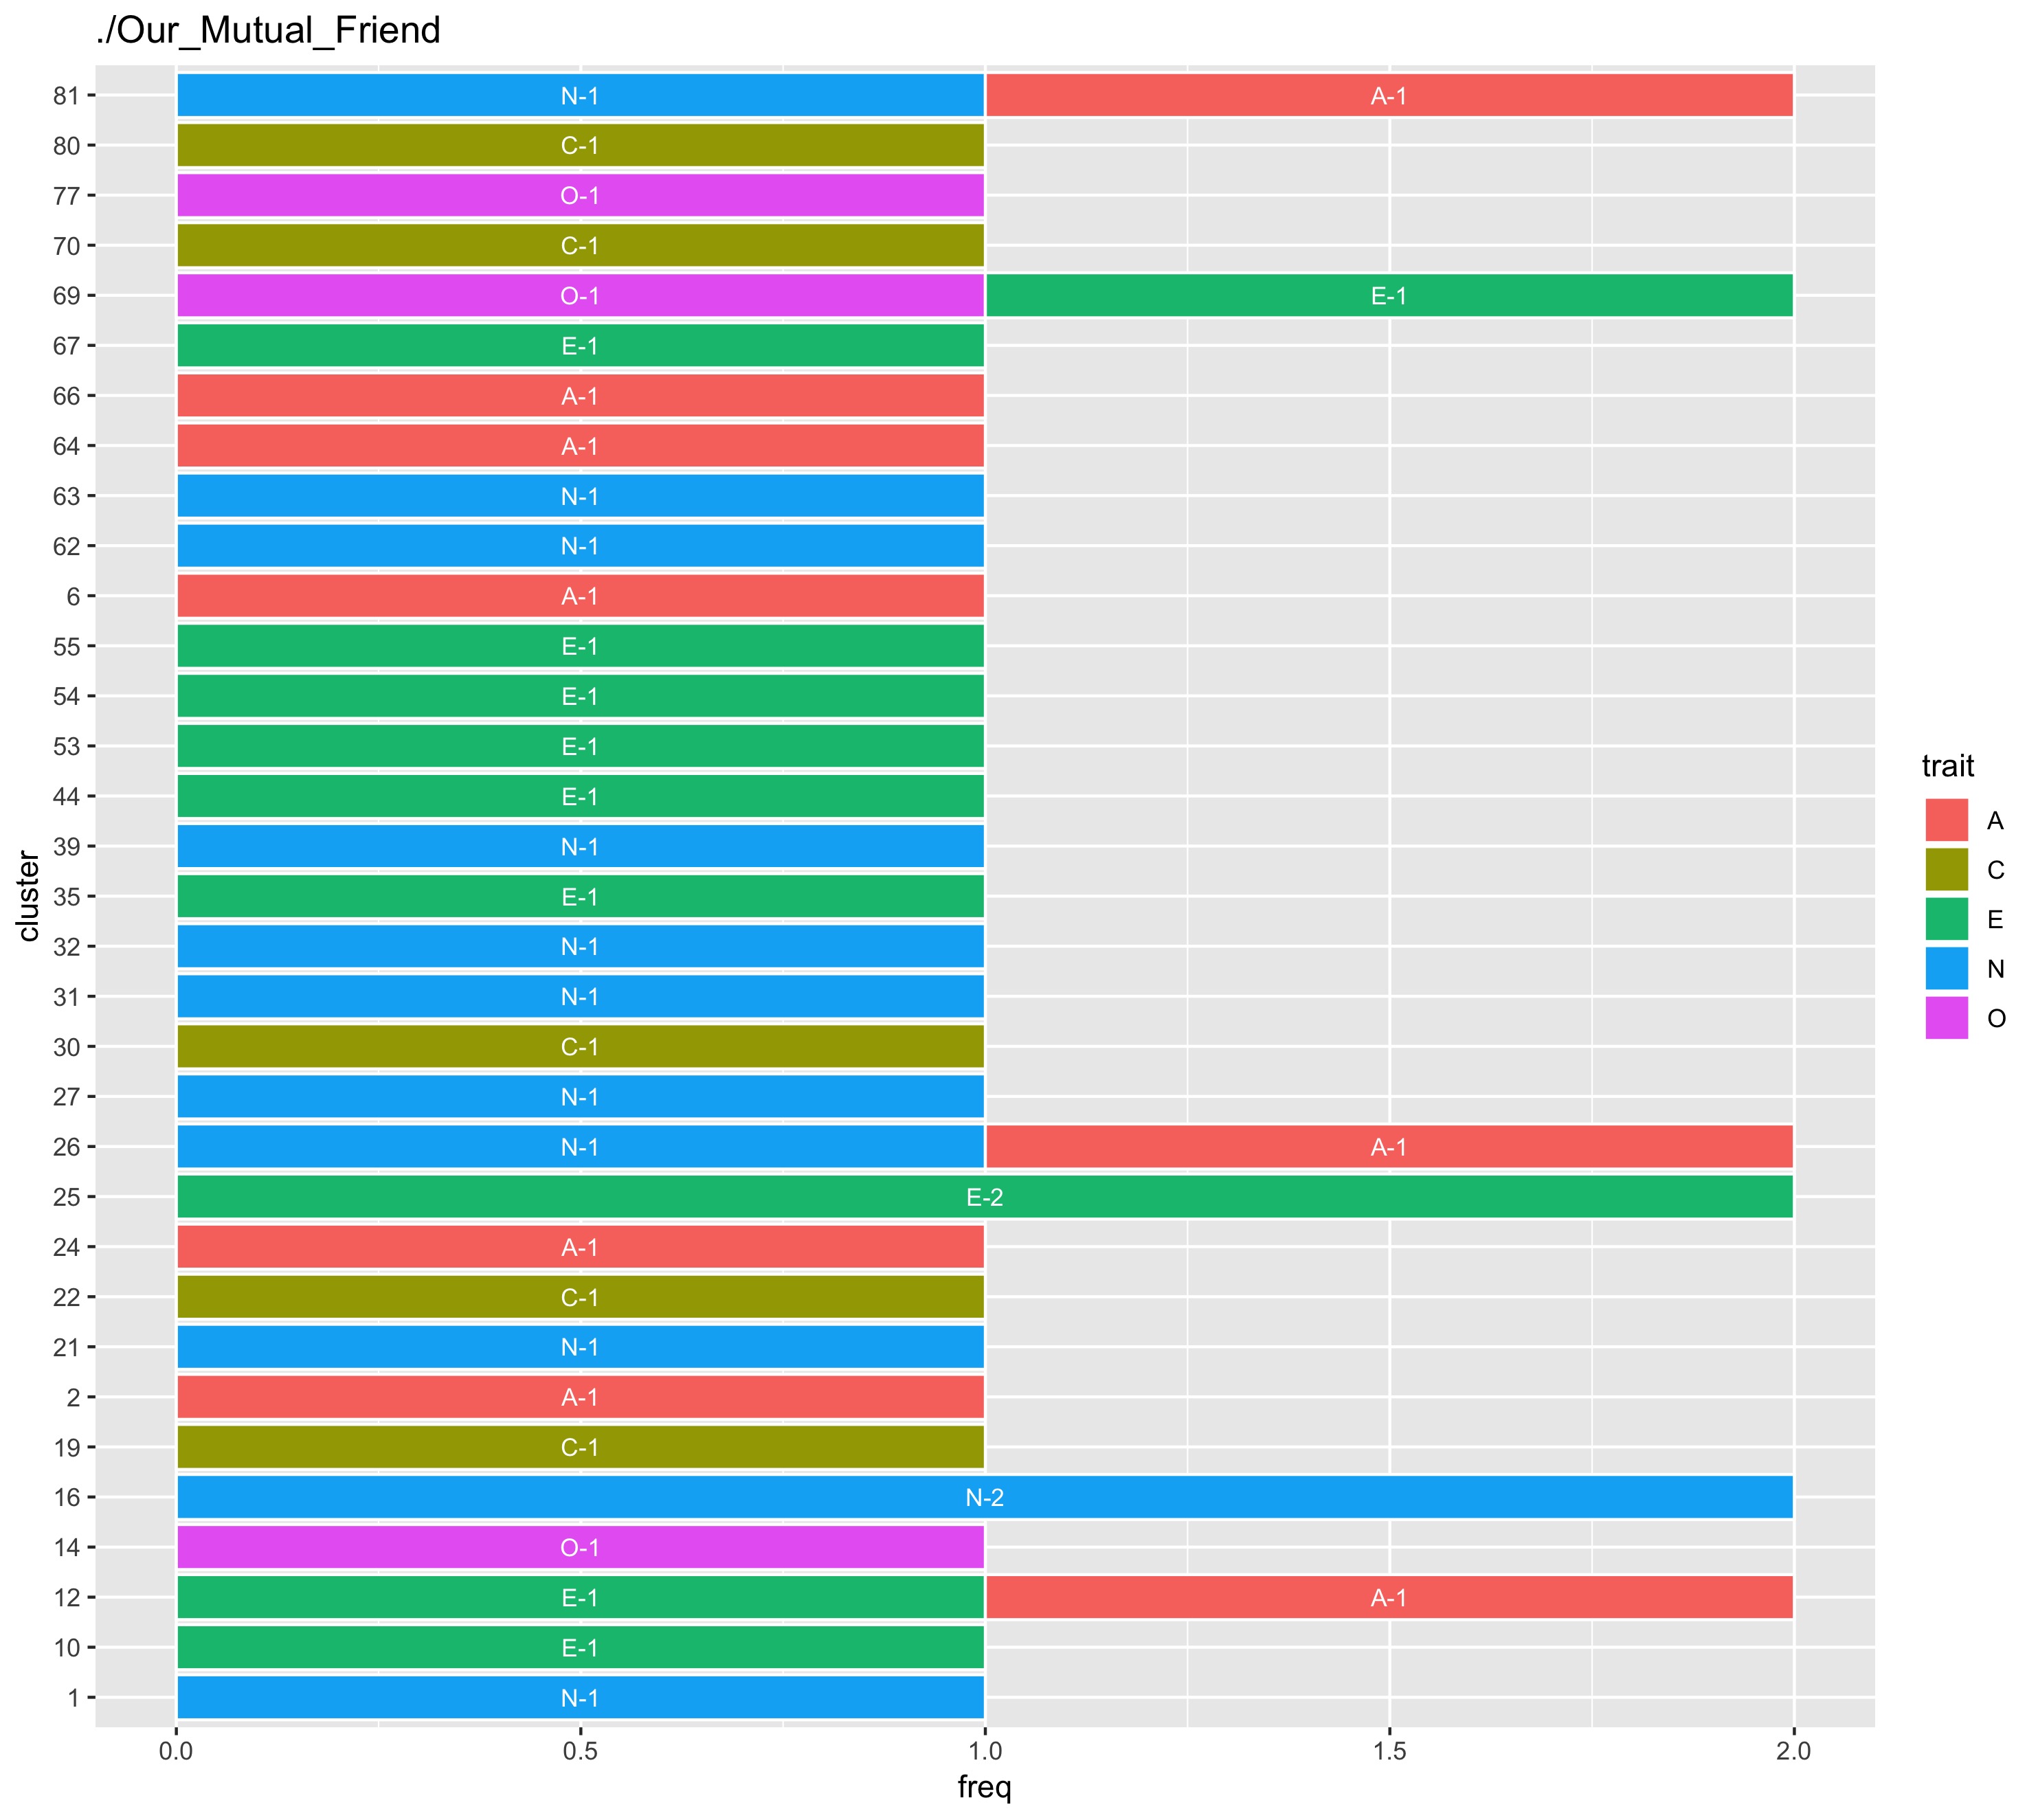 ./Our_Mutual_Friend
81 N-1 A-1
80 C-1
77 O-1
70 C-1
69 O-1 E-1
67 E-1
66 A-1
64 A-1
63 N-1
62 N-1
6 A-1
55 E-1
54 E-1
53 E-1
44 E-1
39 N-1
35 E-1
32 N-1
31 N-1
30 C-1
27 N-1
26 N-1 A-1
25 E-2
24 A-1
22 C-1
21 N-1
2 A-1
19 C-1
16 N-2
14 O-1
12 E-1 A-1
10 E-1
1 N-1
0.0 0.5 1.0 1.5 2.0
freq
cluster
trait
A
C
E
N
O